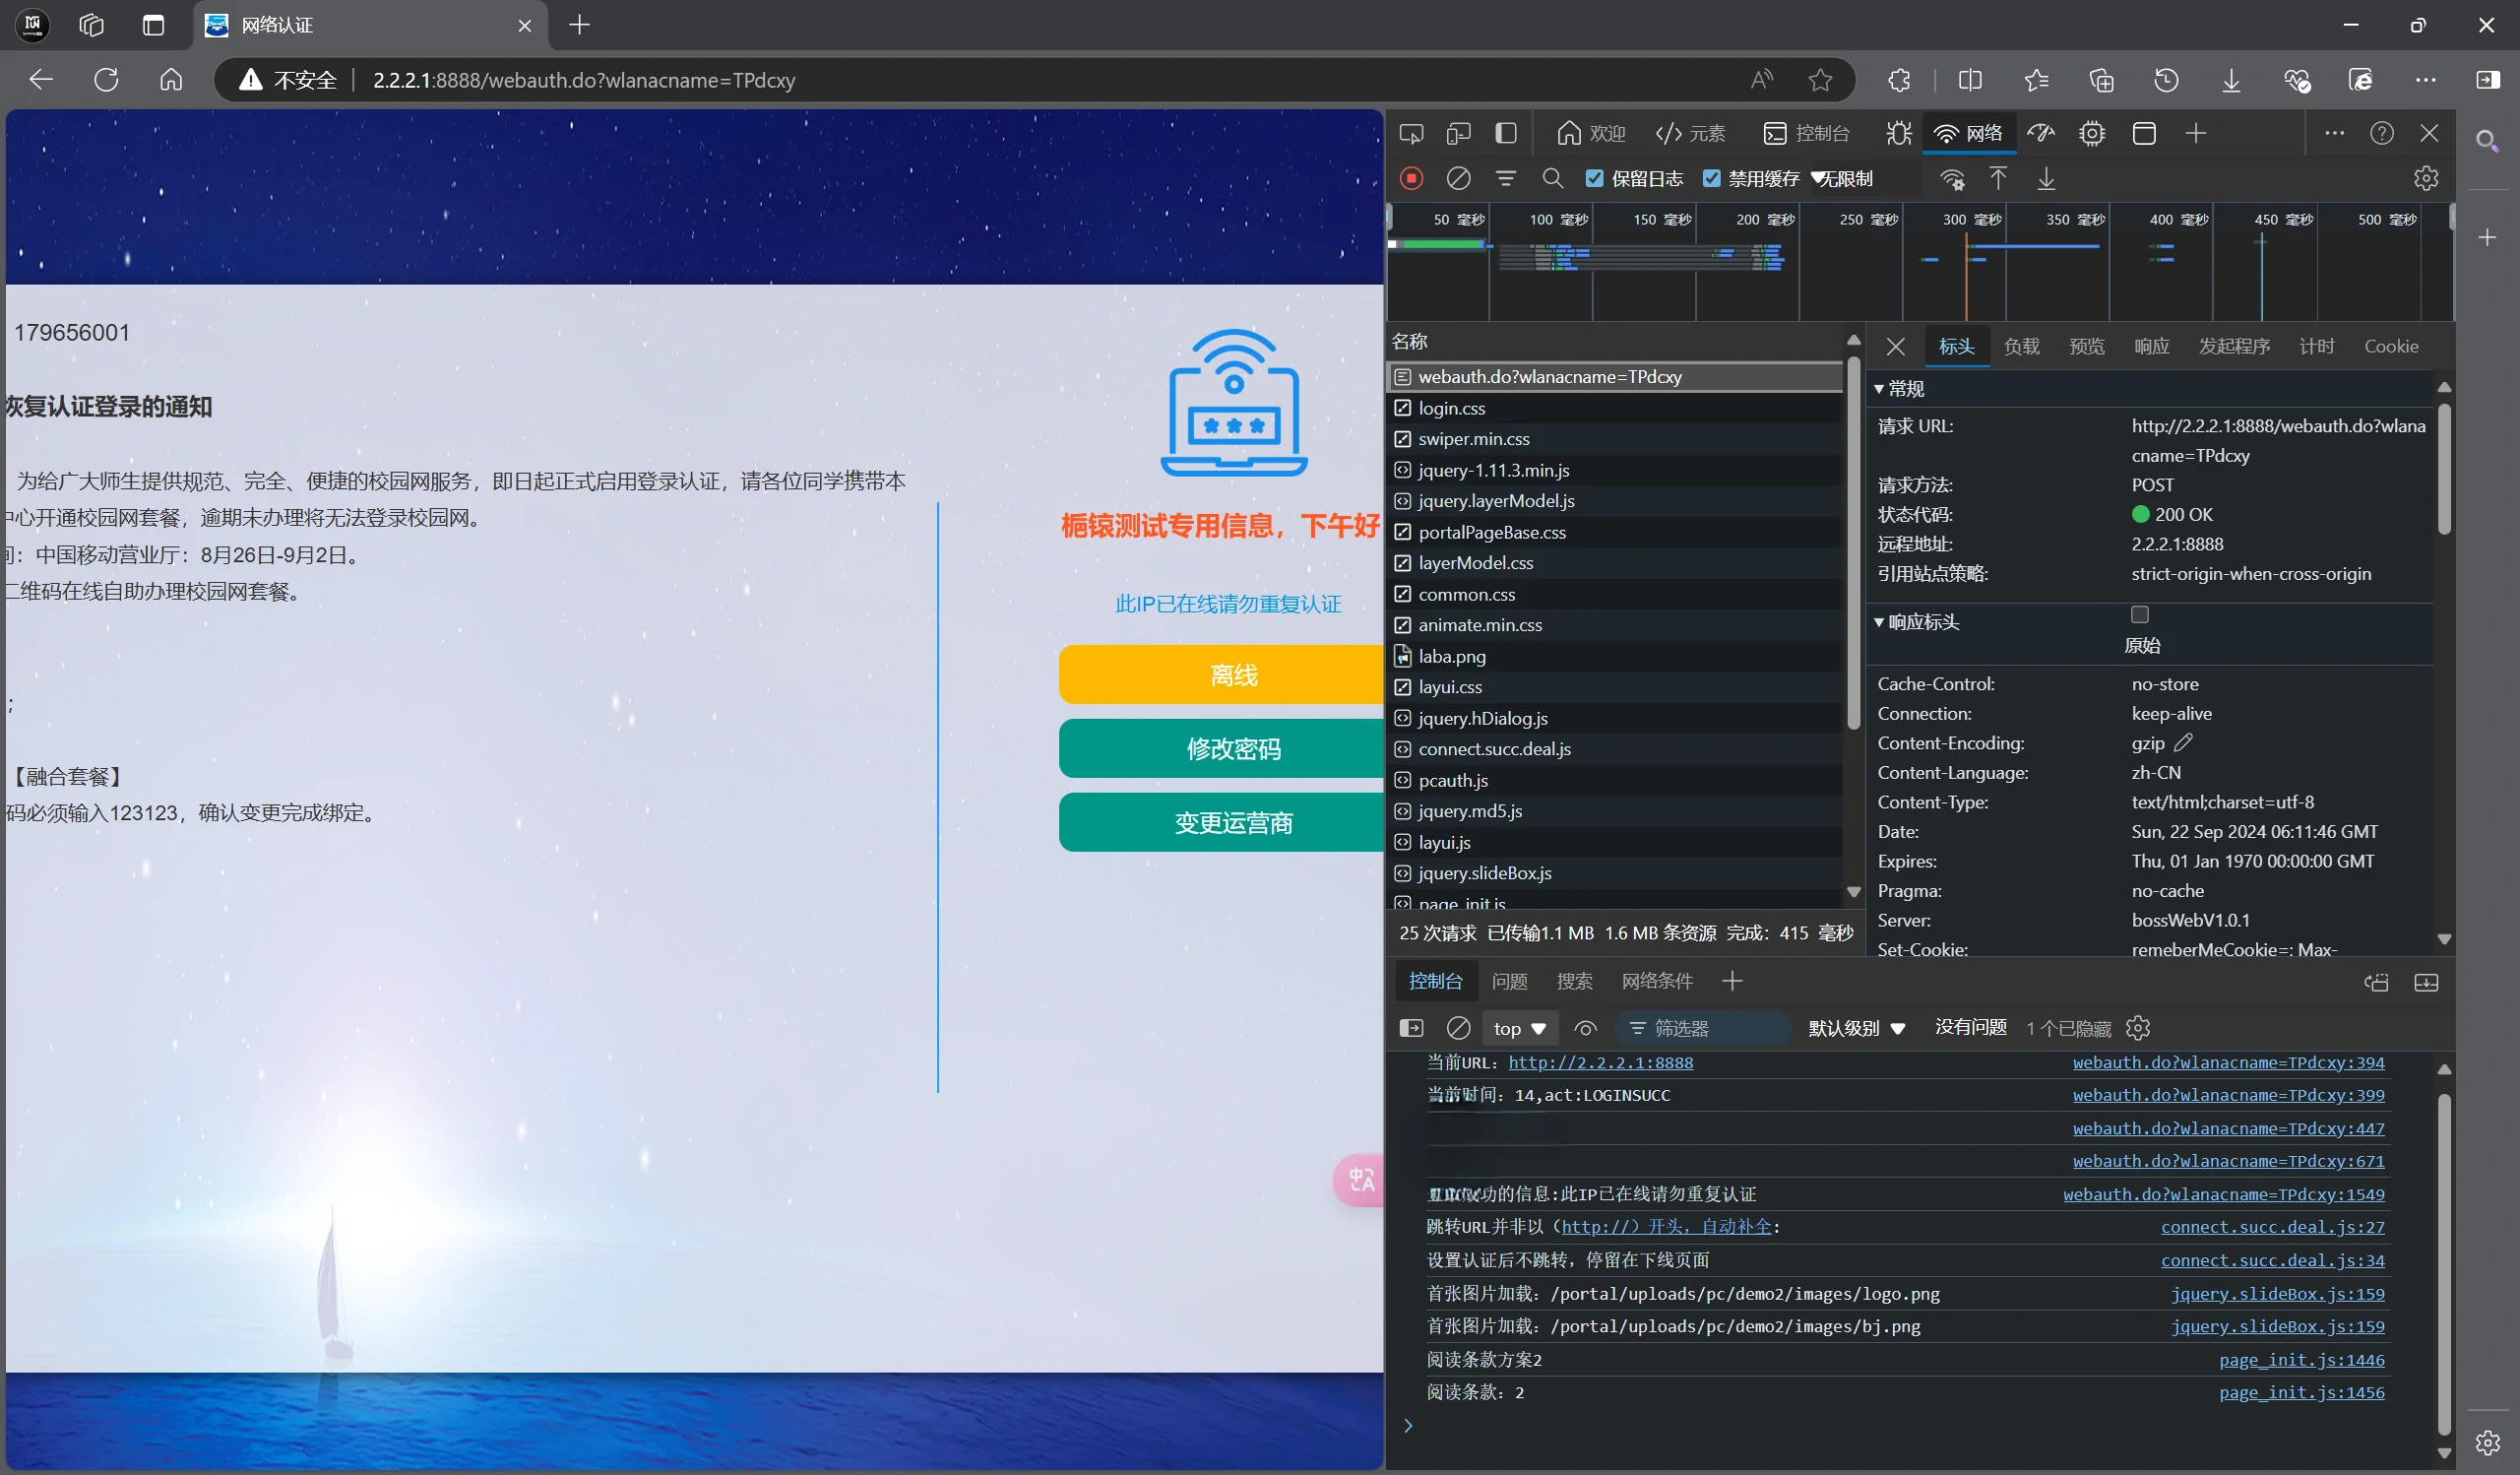 网络认证
不安全
2.2.2.1:8888/webauth.do?wlanacname=TPdcxy
179656001
恢复认证登录的通知
为给广大师生提供规范、完全、便捷的校园网服务，即日起正式启用登录认证，请各位同学携带本
中心开通校园网套餐，逾期未办理将无法登录校园网。
间：中国移动营业厅：8月26日-9月2日。
二维码在线自助办理校园网套餐。
;
【融合套餐】
码必须输入123123，确认变更完成绑定。
***
测试专用信息，下午好
此IP已在线请勿重复认证
离线
修改密码
变更运营商
欢迎
元素
控制台
网络
保留日志
禁用缓存
无限制
50 毫秒
100 毫秒
150 毫秒
200 毫秒
250 毫秒
300 毫秒
350 毫秒
400 毫秒
450 毫秒
500 毫秒
名称
webauth.do?wlanacname=TPdcxy
login.css
swiper.min.css
jquery-1.11.3.min.js
jquery.layerModel.js
portalPageBase.css
layerModel.css
common.css
animate.min.css
laba.png
layui.css
jquery.hDialog.js
connect.succ.deal.js
pcauth.js
jquery.md5.js
layui.js
jquery.slideBox.js
page_init.js
25 次请求 已传输1.1 MB 1.6 MB 条资源 完成：415 毫秒
标头
负载
预览
响应
发起程序
计时
Cookie
常规
请求 URL: http://2.2.2.1:8888/webauth.do?wlana
cname=TPdcxy
请求方法: POST
状态代码: 200 OK
远程地址: 2.2.2.1:8888
引用站点策略: strict-origin-when-cross-origin
响应标头
原始
Cache-Control: no-store
Connection: keep-alive
Content-Encoding: gzip
Content-Language: zh-CN
Content-Type: text/html;charset=utf-8
Date: Sun, 22 Sep 2024 06:11:46 GMT
Expires: Thu, 01 Jan 1970 00:00:00 GMT
Pragma: no-cache
Server: bossWebV1.0.1
Set-Cookie: remeberMeCookie=; Max-
控制台
问题
搜索
网络条件
top
筛选器
默认级别
没有问题
1 个已隐藏
当前URL：http://2.2.2.1:8888 webauth.do?wlanacname=TPdcxy:394
当前时间：14,act:LOGINSUCC webauth.do?wlanacname=TPdcxy:399
webauth.do?wlanacname=TPdcxy:447
webauth.do?wlanacname=TPdcxy:671
功的信息:此IP已在线请勿重复认证 webauth.do?wlanacname=TPdcxy:1549
跳转URL并非以（http://）开头，自动补全: connect.succ.deal.js:27
设置认证后不跳转，停留在下线页面 connect.succ.deal.js:34
首张图片加载：/portal/uploads/pc/demo2/images/logo.png jquery.slideBox.js:159
首张图片加载：/portal/uploads/pc/demo2/images/bj.png jquery.slideBox.js:159
阅读条款方案2 page_init.js:1446
阅读条款：2 page_init.js:1456